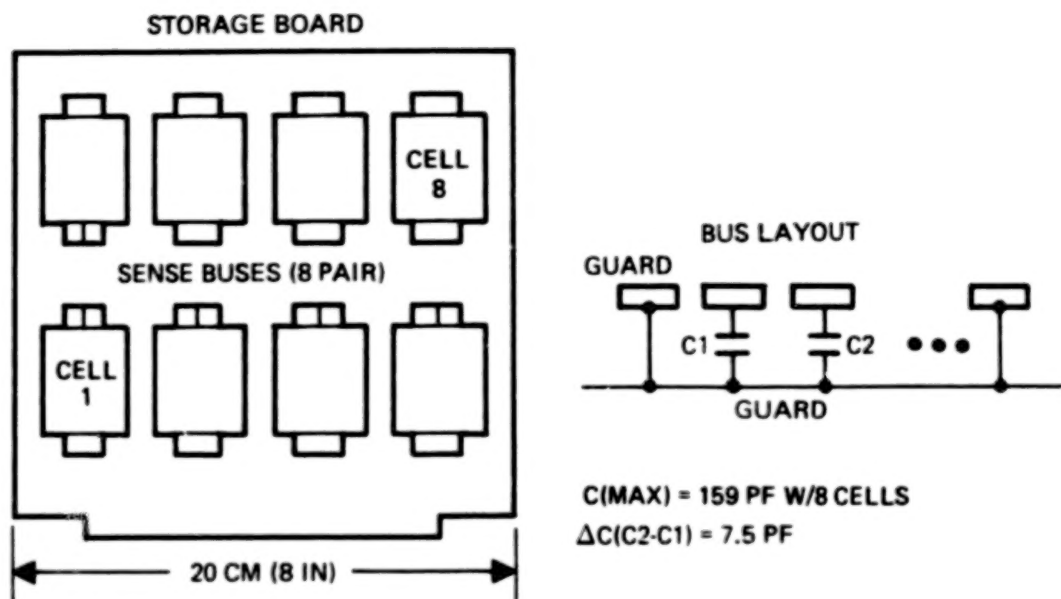 STORAGE BOARD
CELL
8
SENSE BUSES (8 PAIR)
CELL
1
20 CM (8 IN)
BUS LAYOUT
GUARD
C1
C2
GUARD
C(MAX) = 159 PF W/8 CELLS
ΔC(C2-C1) = 7.5 PF